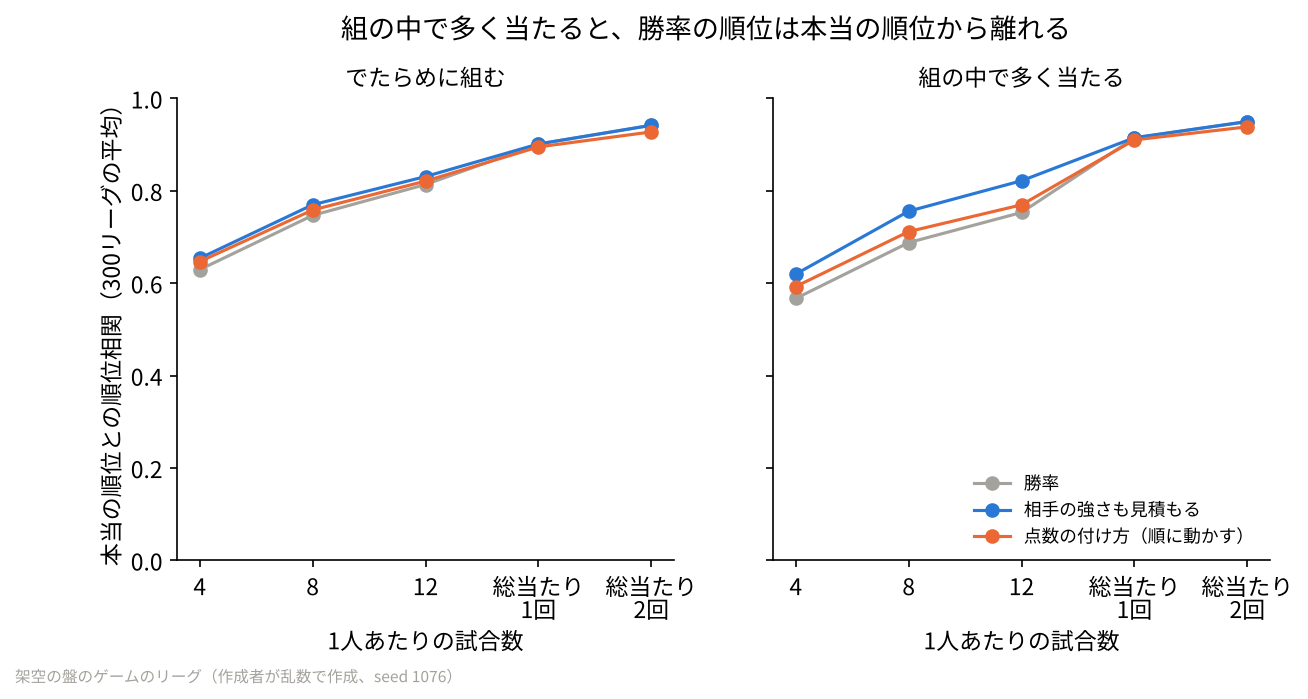 組の中で多く当たると、勝率の順位は本当の順位から離れる
でたらめに組む
組の中で多く当たる
本当の順位との順位相関（300リーグの平均）
1.0
0.8
0.6
0.4
0.2
0.0
4
8
12
総当たり
1回
総当たり
2回
1人あたりの試合数
勝率
相手の強さも見積もる
点数の付け方（順に動かす）
4
8
12
総当たり
1回
総当たり
2回
1人あたりの試合数
架空の盤のゲームのリーグ（作成者が乱数で作成、seed 1076）